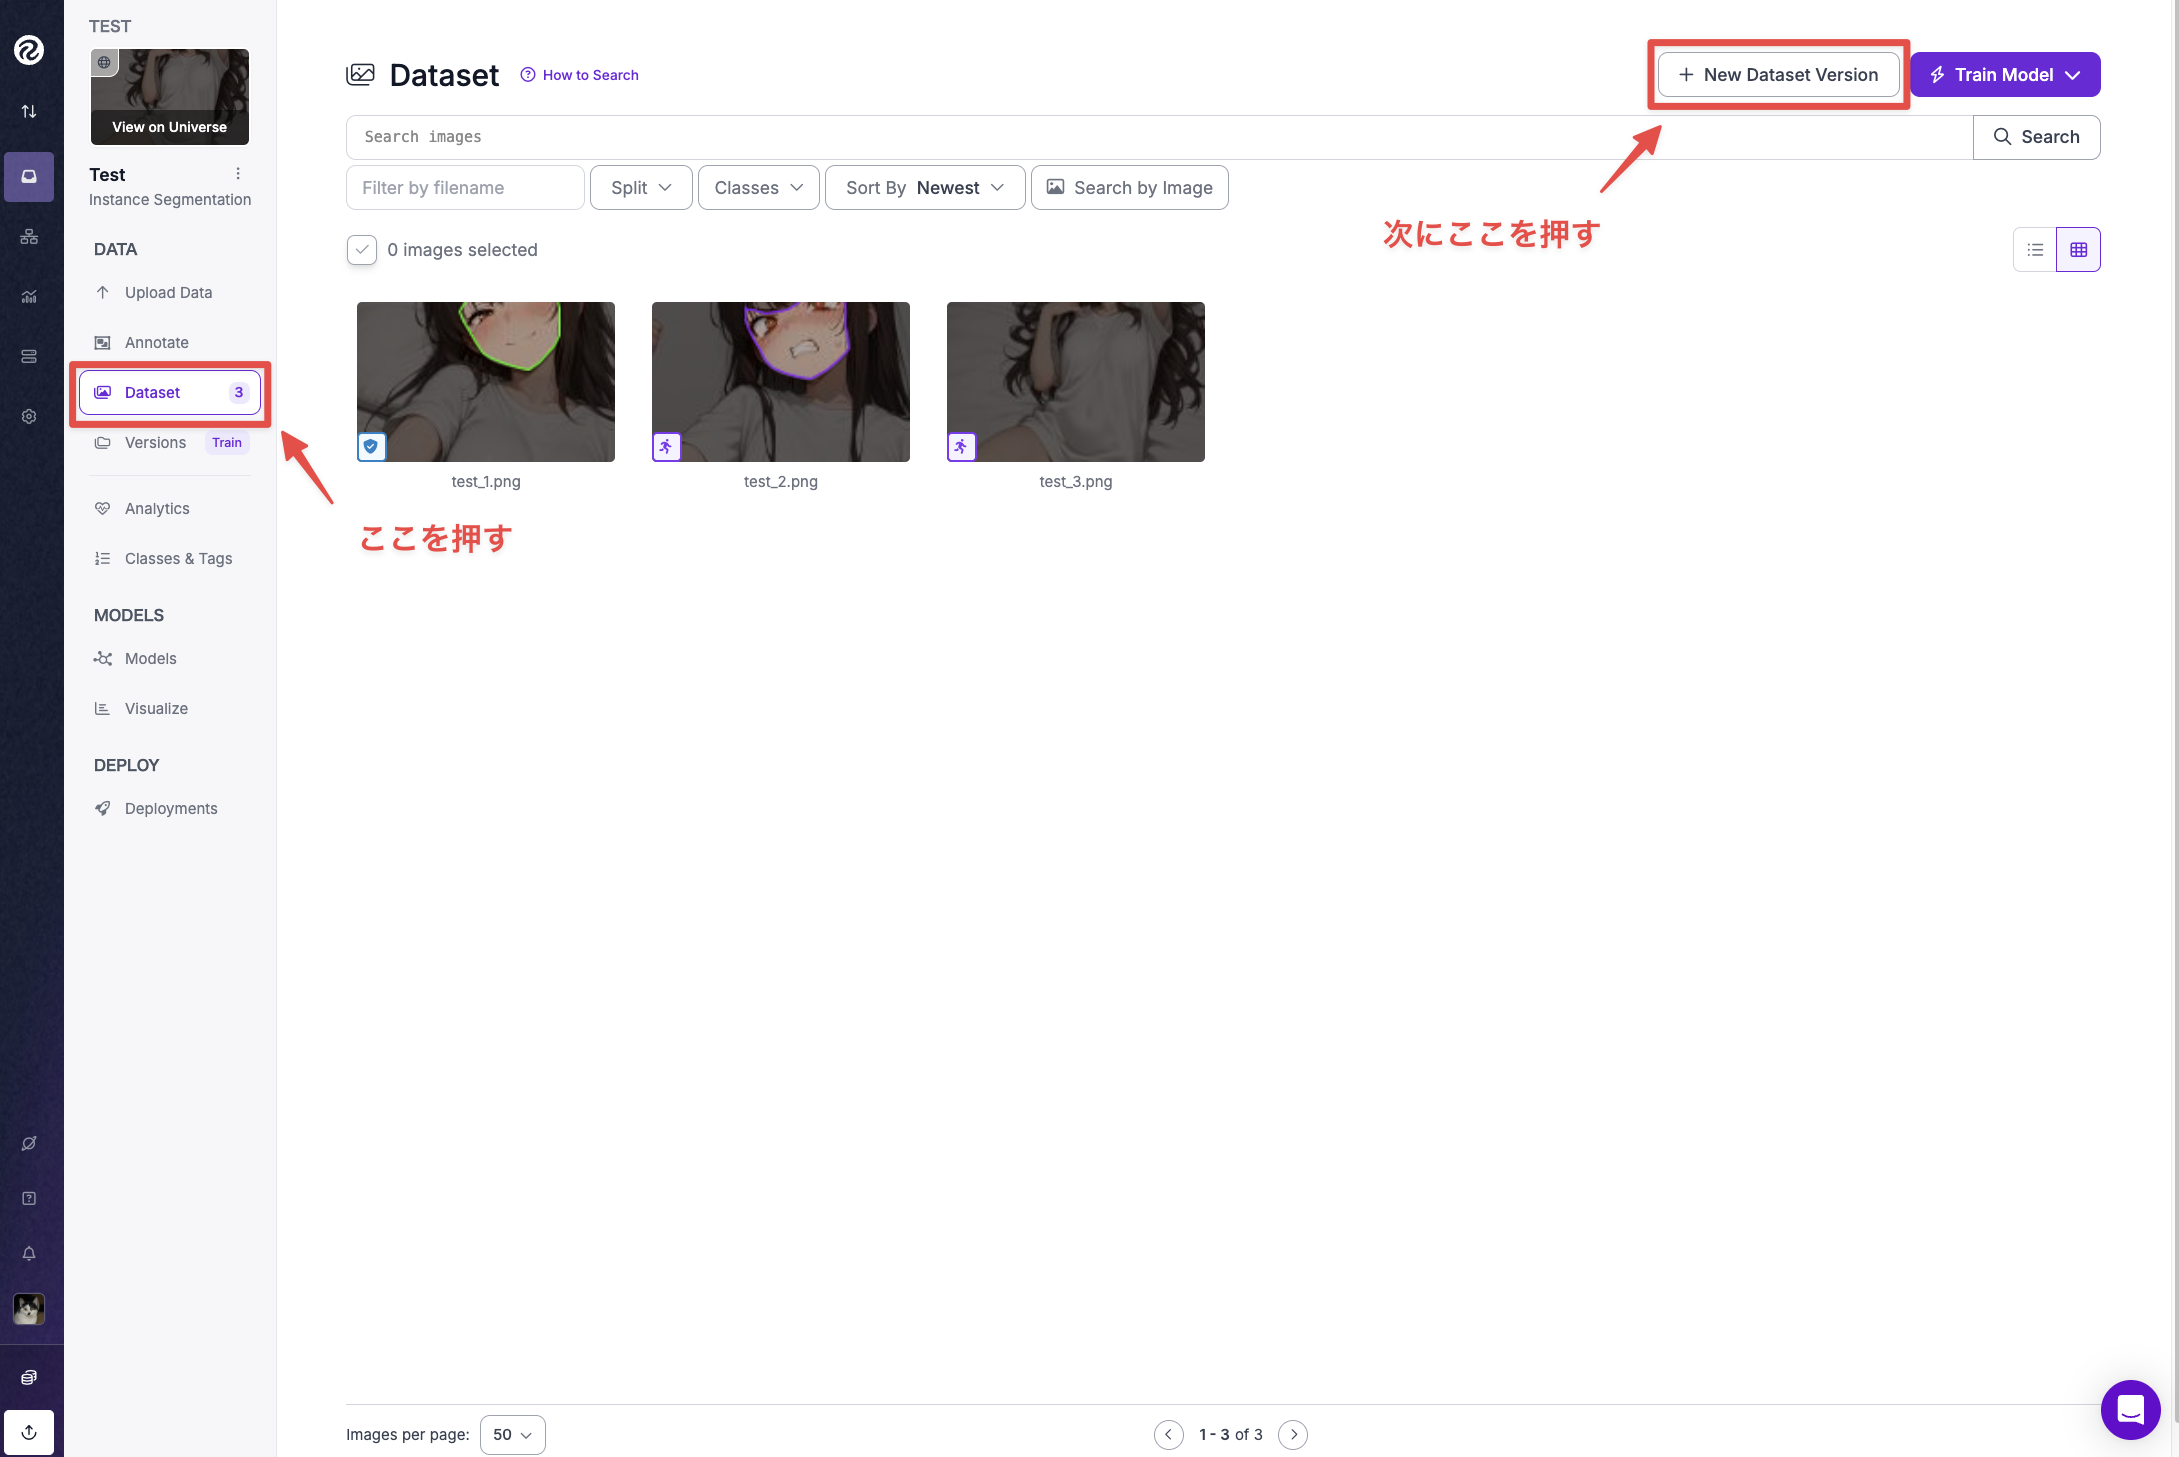 TEST
View on Universe
Test
Instance Segmentation
DATA
Upload Data
Annotate
Dataset 3
Versions Train
Analytics
Classes & Tags
MODELS
Models
Visualize
DEPLOY
Deployments
Dataset
How to Search
New Dataset Version
Train Model
Search images
Search
Filter by filename
Split
Classes
Sort By Newest
Search by Image
次にここを押す
0 images selected
test_1.png
test_2.png
test_3.png
ここを押す
Images per page: 50
1 - 3 of 3